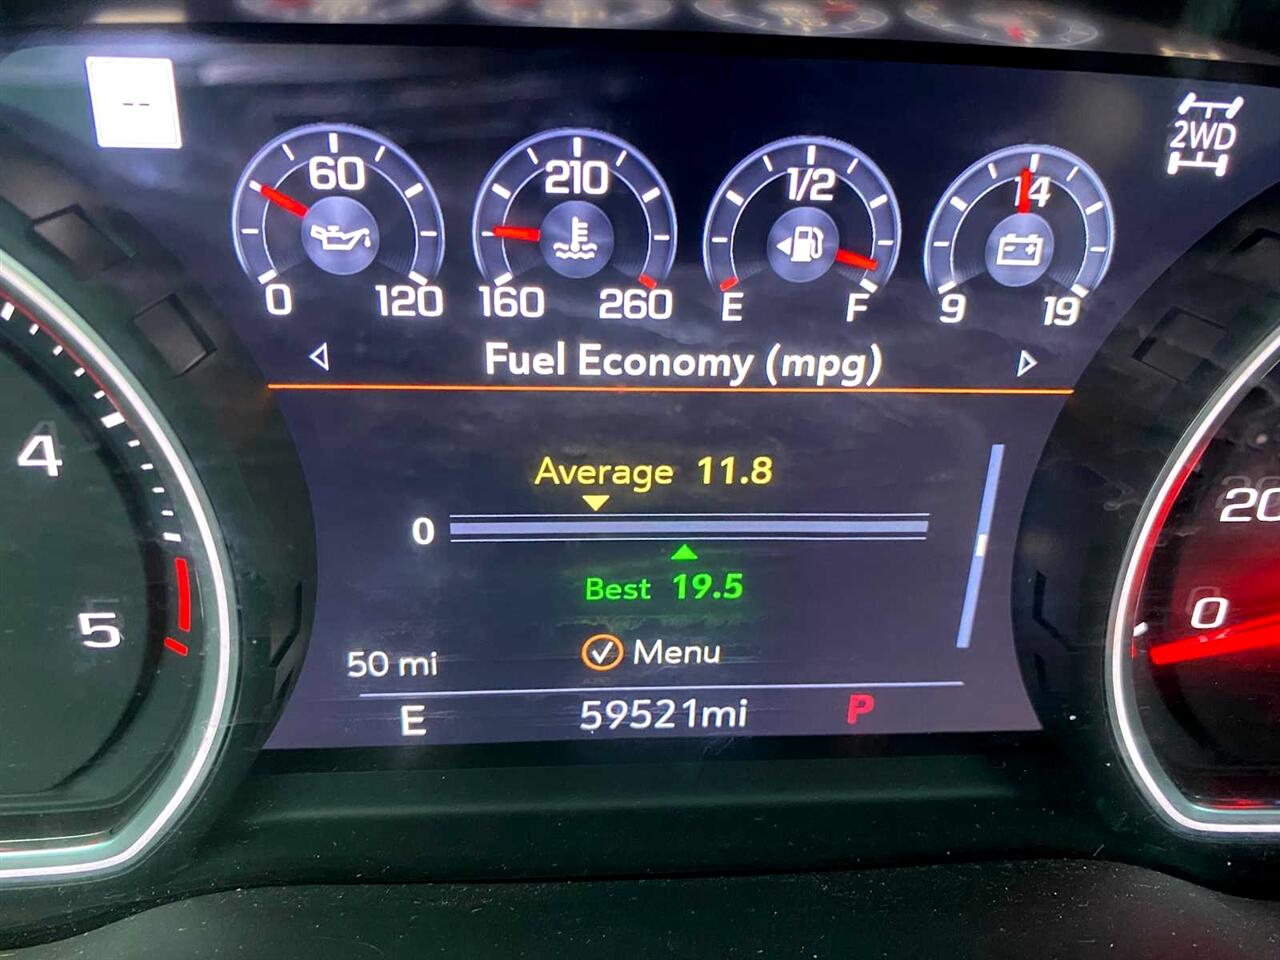 --
2WD
60
210
1/2
14
0 120
160 260
E F
9 19
Fuel Economy (mpg)
4
Average 11.8
20
0
Best 19.5
0
5
Menu
50 mi
E 59521mi P